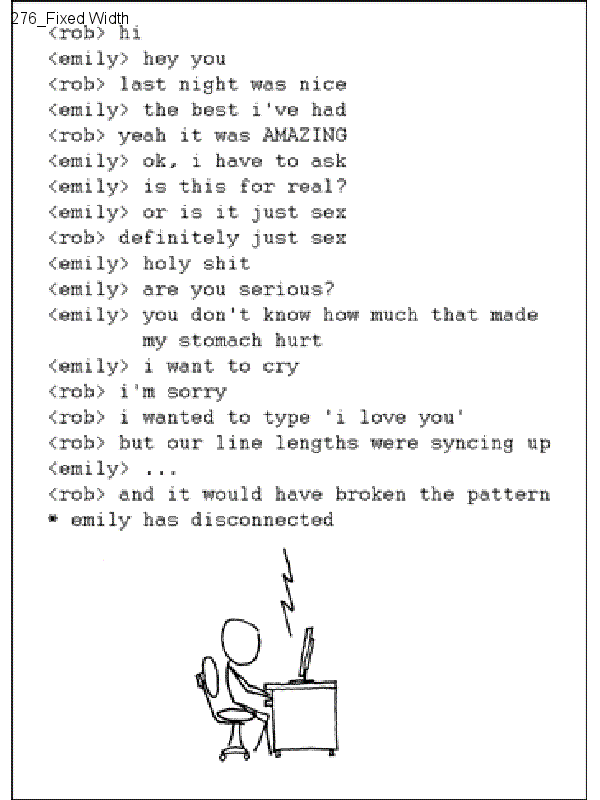 276_Fixed Width
<rob> hi
<emily> hey you
<rob> last night was nice
<emily> the best i've had
<rob> yeah it was AMAZING
<emily> ok, i have to ask
<emily> is this for real?
<emily> or is it just sex
<rob> definitely just sex
<emily> holy shit
<emily> are you serious?
<emily> you don't know how much that made
my stomach hurt
<emily> i want to cry
<rob> i'm sorry
<rob> i wanted to type 'i love you'
<rob> but our line lengths were syncing up
<emily> ...
<rob> and it would have broken the pattern
* emily has disconnected